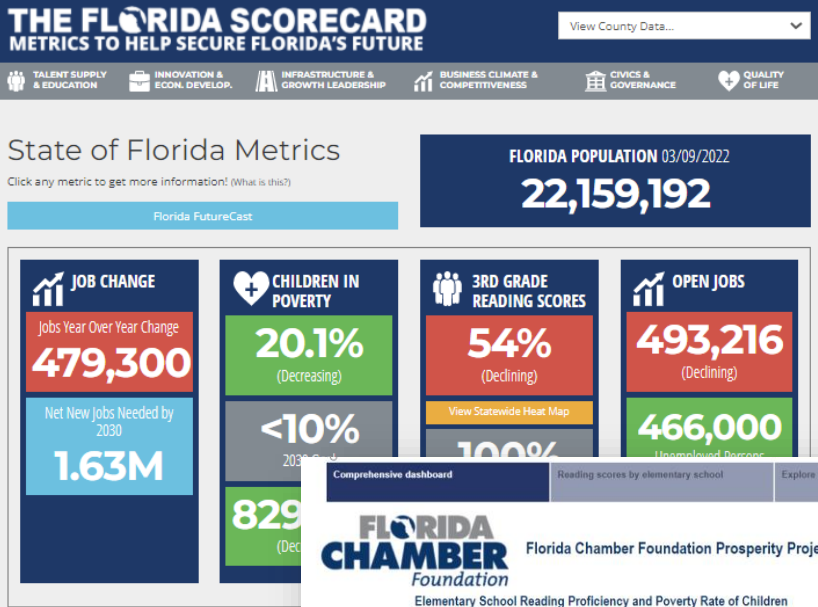 THE FLORIDA SCORECARD
METRICS TO HELP SECURE FLORIDA'S FUTURE
View County Data...
TALENT SUPPLY
& EDUCATION
INNOVATION &
ECON. DEVELOP.
INFRASTRUCTURE &
GROWTH LEADERSHIP
BUSINESS CLIMATE &
COMPETITIVENESS
CIVICS &
GOVERNANCE
QUALITY
OF LIFE
State of Florida Metrics
Click any metric to get more information! (What is this?)
Florida FutureCast
FLORIDA POPULATION 03/09/2022
22,159,192
JOB CHANGE
Jobs Year Over Year Change
479,300
Net New Jobs Needed by
2030
1.63M
CHILDREN IN
POVERTY
20.1%
(Decreasing)
<10%
829
3RD GRADE
READING SCORES
54%
(Declining)
View Statewide Heat Map
100%
OPEN JOBS
493,216
(Declining)
466,000
Unemployed Persons
Comprehensive dashboard
Reading scores by elementary school
Explore
FLORIDA
CHAMBER
Foundation
Florida Chamber Foundation Prosperity
Elementary School Reading Proficiency and Poverty Rate of Children